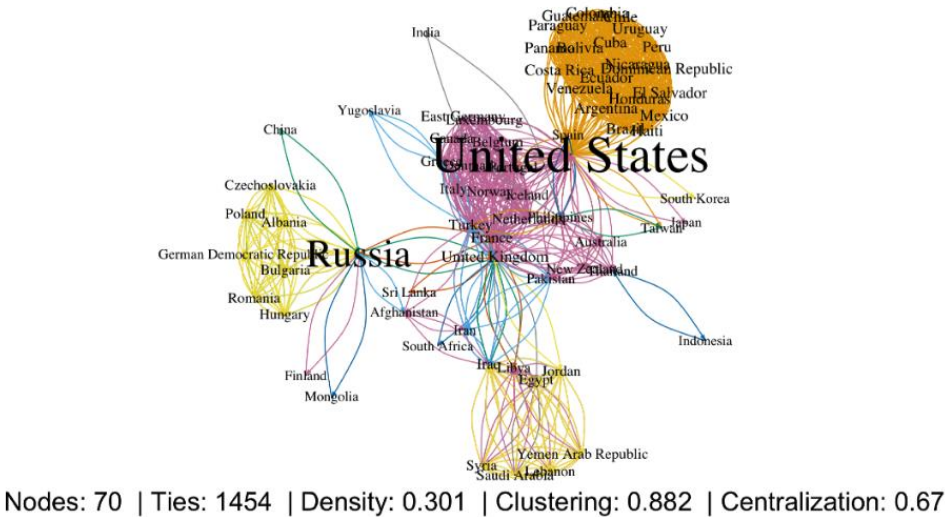 Colombia
Guatemala Chile
Paraguay
Uruguay
India
Panama Bolivia Cuba Peru
Nicaragua
Costa Rica Dominican Republic
Ecuador
Venezuela El Salvador
Honduras
Yugoslavia
Argentina Mexico
East Germany Luxembourg
China
Spain Brazil Haiti
Canada Belgium
United States
Portugal
Czechoslovakia
Italy Norway Iceland
South Korea
Poland
Albania
Turkey Netherlands Philippines
Japan
Taiwan
France
Australia
German Democratic Republic
Russia
United Kingdom
Bulgaria
New Zealand Thailand
Pakistan
Romania
Sri Lanka
Hungary
Afghanistan
Iran
South Africa
Indonesia
Iraq Libya Jordan
Finland
Egypt
Mongolia
Yemen Arab Republic
Syria
Saudi Arabia Lebanon
Nodes: 70 | Ties: 1454 | Density: 0.301 | Clustering: 0.882 | Centralization: 0.67